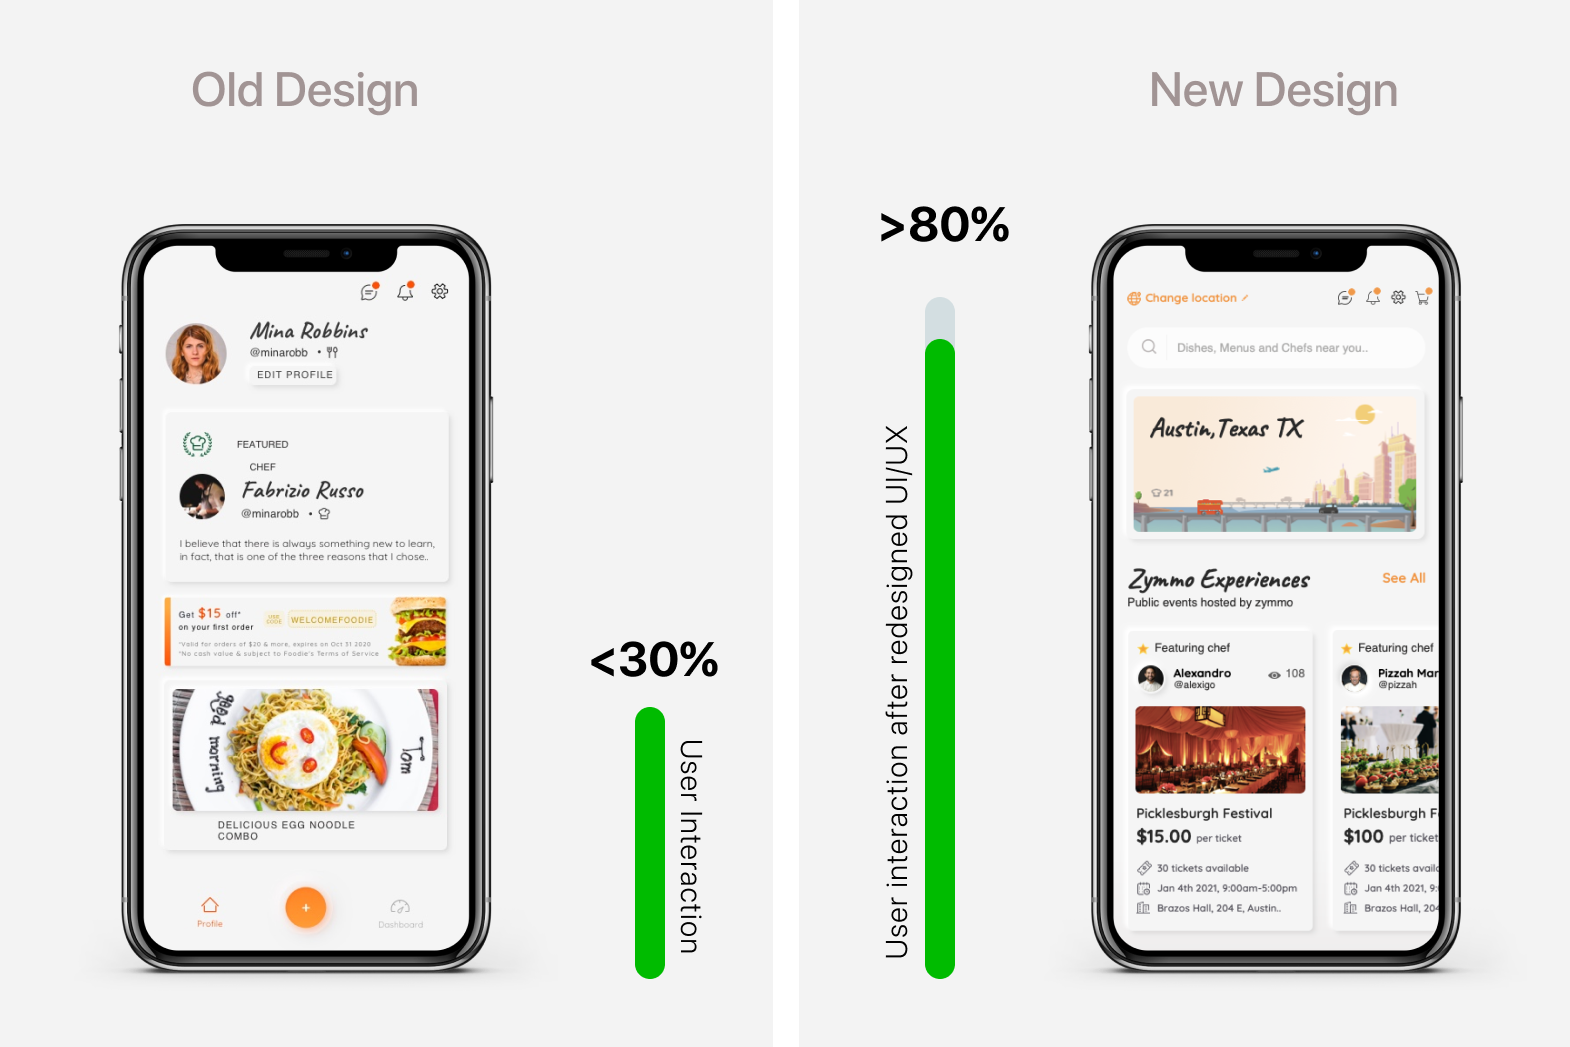 Old Design
Mina Robbins
@minarobb •
EDIT PROFILE
FEATURED
CHEF
Fabrizio Russo
@minarobb •
I believe that there is always something new to learn,
in fact, that is one of the three reasons that I chose..
Get $15 off*
on your first order
USE
CODE
WELCOMEFOODIE
*Valid for orders of $20 & more, expires on Oct 31 2020
*No cash value & subject to Foodie's Terms of Service
good morning
Tom
DELICIOUS EGG NOODLE
COMBO
Profile
+
Dashboard
<30%
User Interaction
New Design
>80%
User interaction after redesigned UI/UX
Change location
Dishes, Menus and Chefs near you..
Austin,Texas TX
21
Zymmo Experiences
See All
Public events hosted by zymmo
Featuring chef
Alexandro
@alexigo
108
Picklesburgh Festival
$15.00 per ticket
30 tickets available
Jan 4th 2021, 9:00am-5:00pm
Brazos Hall, 204 E, Austin..
Featuring chef
Pizzah Mar
@pizzah
Picklesburgh F
$100 per ticket
30 tickets availa
Jan 4th 2021, 9:
Brazos Hall, 204